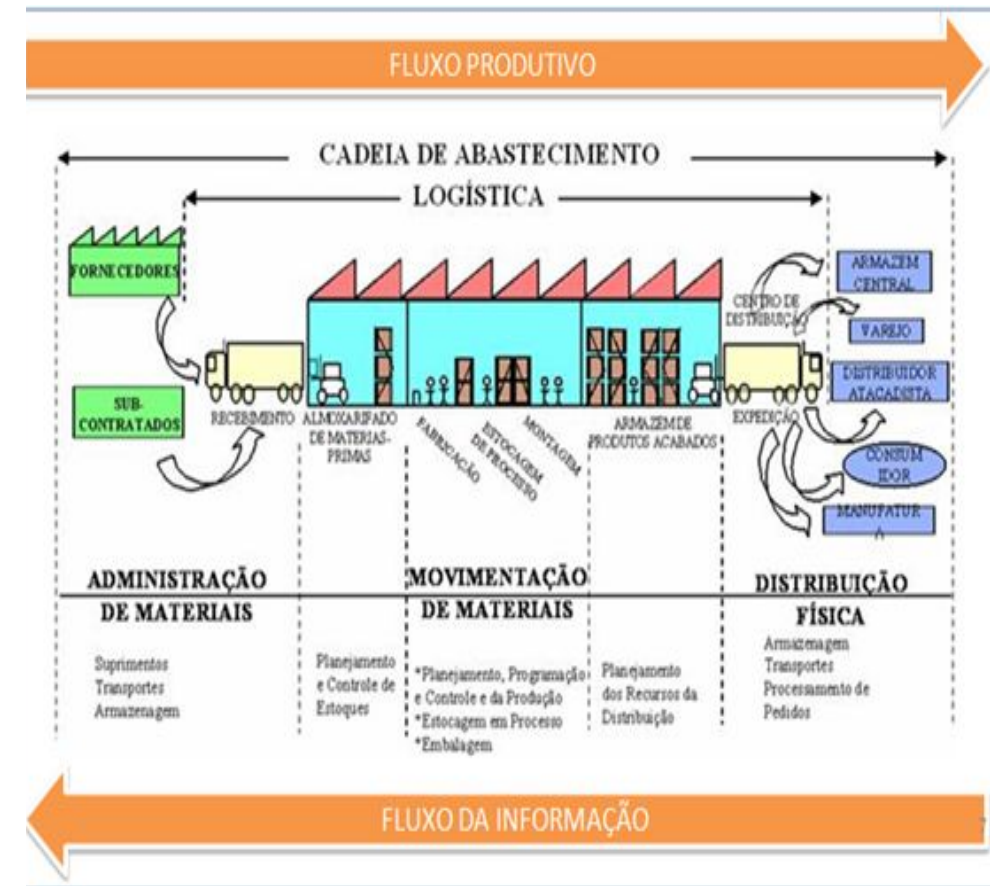 FLUXO PRODUTIVO
CADEIA DE ABASTECIMENTO
LOGÍSTICA
FORNECEDORES
SUB-
CONTRATADOS
RECEBIMENTO
ALMOXARIFADO
DE MATERIAS-
PRIMAS
FABRICAÇÃO
ESTOCAGEM
DE PROCESSO
MONTAGEM
ARMAZEM DE
PRODUTOS ACABADOS
CENTRO DE
DISTRIBUIÇÃO
EXPEDIÇÃO
ARMAZEM
CENTRAL
VAREJO
DISTRIBUIDOR
ATACADISTA
CONSUM
IDOR
MANUFATUR
A
ADMINISTRAÇÃO
DE MATERIAIS
Suprimentos
Transportes
Armazenagem
Planejamento
e Controle de
Estoques
MOVIMENTAÇÃO
DE MATERIAIS
*Planejamento, Programação
e Controle e da Produção
*Estocagem em Processo
*Embalagem
Planejamento
dos Recursos da
Distribuição
DISTRIBUIÇÃO
FÍSICA
Armazenagem
Transportes
Processamento de
Pedidos
FLUXO DA INFORMAÇÃO